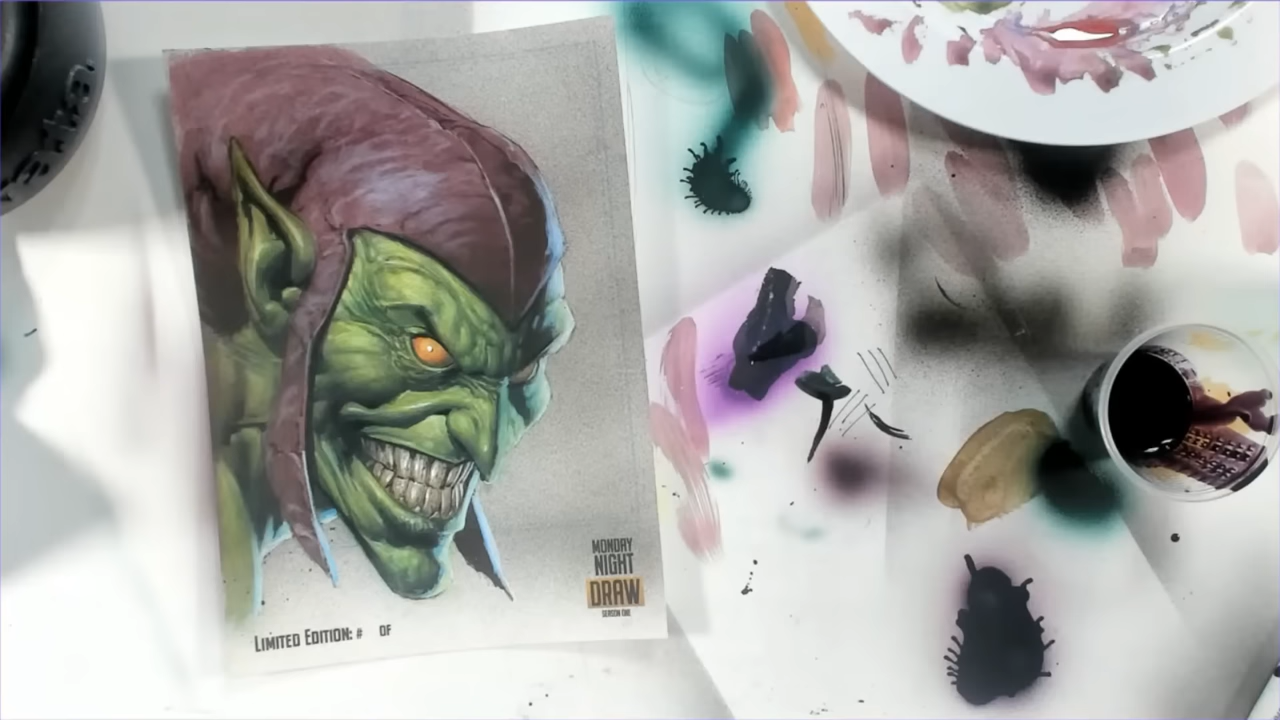 MONDAY
NIGHT
DRAW
SEASON ONE
LIMITED EDITION: # OF